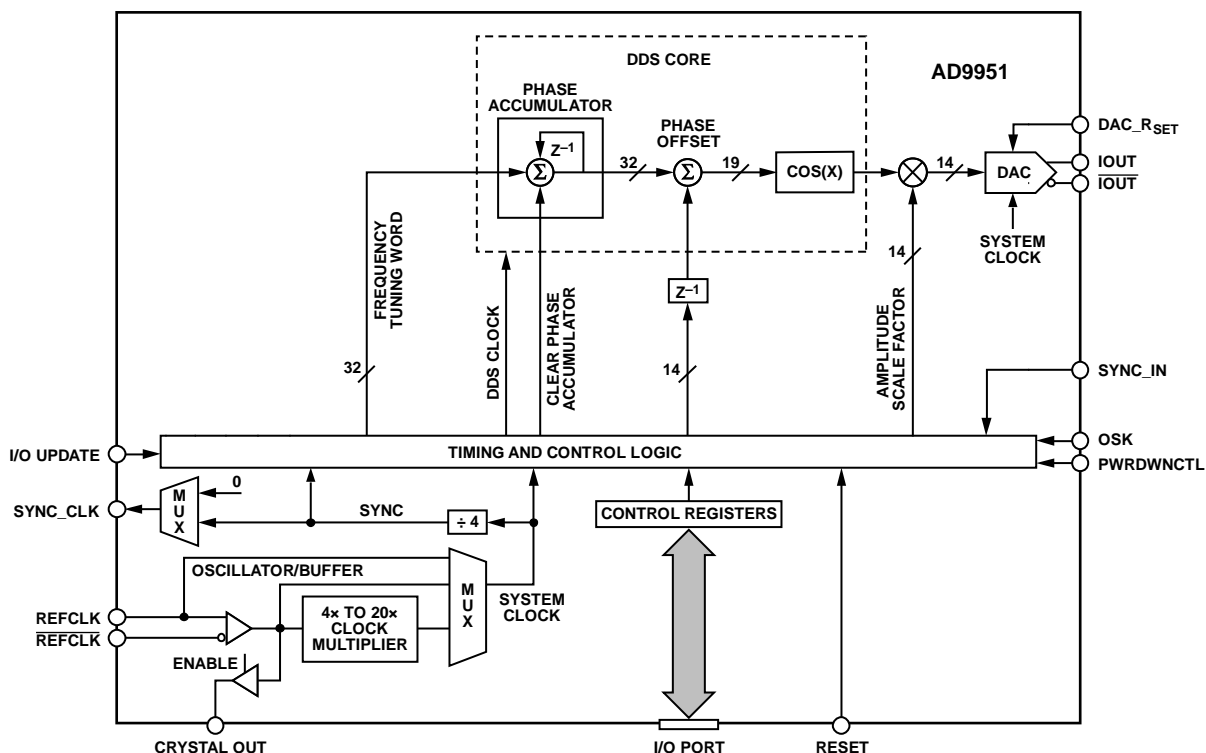 DDS CORE
AD9951
PHASE
ACCUMULATOR
PHASE
OFFSET
DAC_RSET
Z–1
IOUT
IOUT
Σ
32
Σ
19
COS(X)
14
DAC
SYSTEM
CLOCK
14
FREQUENCY
TUNING WORD
DDS CLOCK
CLEAR PHASE
ACCUMULATOR
Z–1
AMPLITUDE
SCALE FACTOR
32
14
SYNC_IN
I/O UPDATE
TIMING AND CONTROL LOGIC
OSK
PWRDWNCTL
SYNC_CLK
MUX
0
SYNC
÷ 4
CONTROL REGISTERS
OSCILLATOR/BUFFER
MUX
SYSTEM
CLOCK
REFCLK
REFCLK
4× TO 20×
CLOCK
MULTIPLIER
ENABLE
CRYSTAL OUT
I/O PORT
RESET